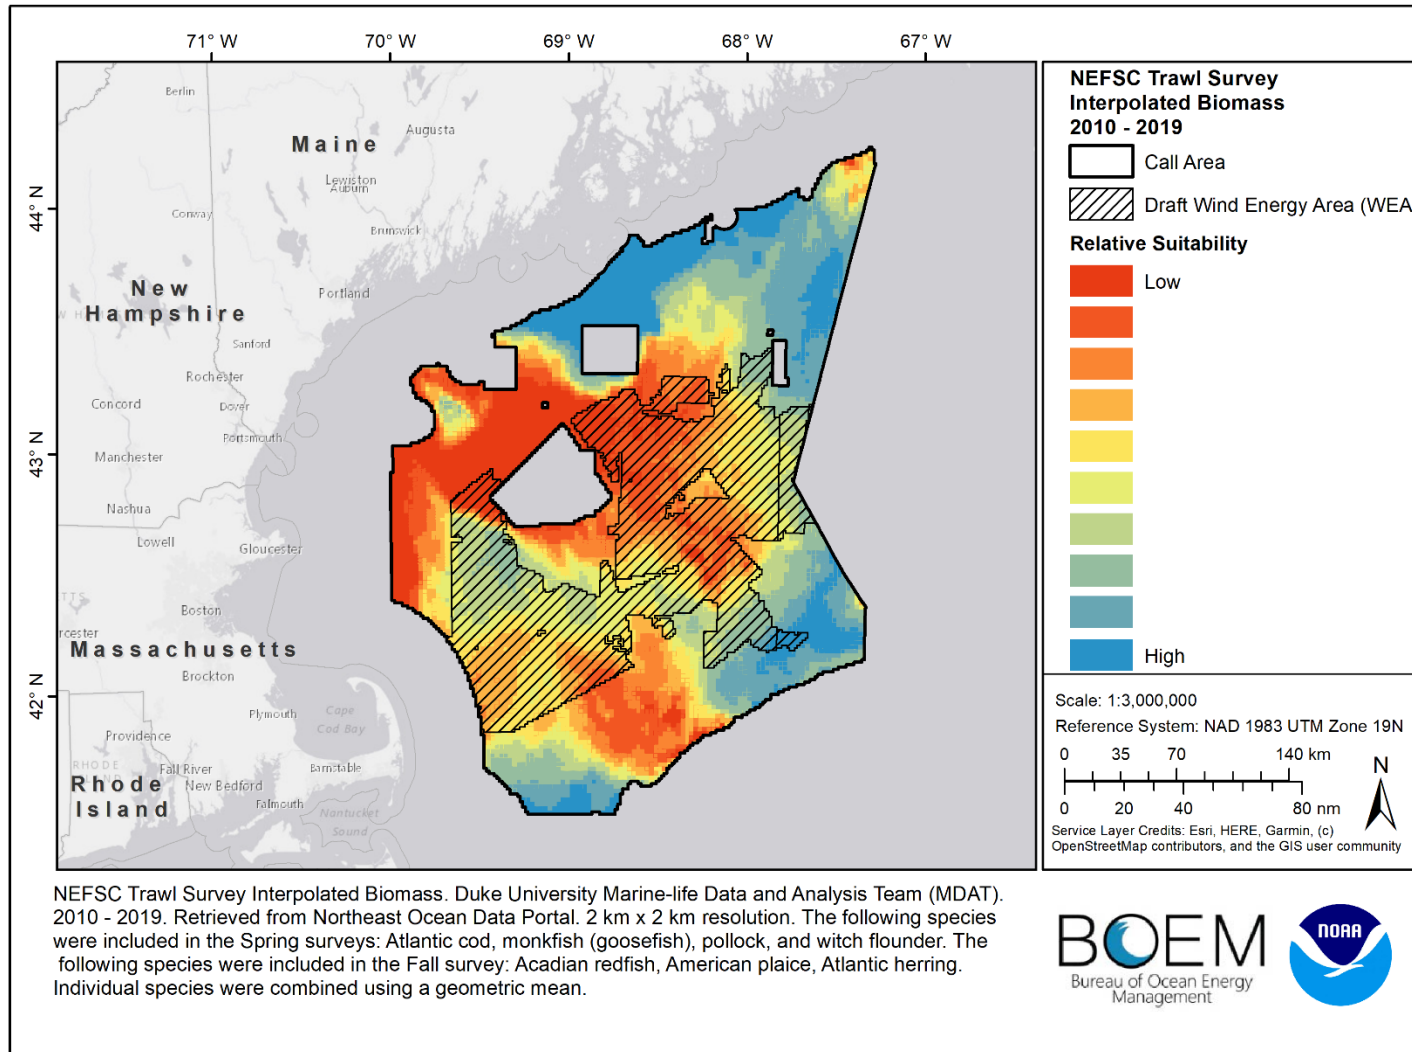 71° W
70° W
69° W
68° W
67° W
44° N
43° N
42° N
Berlin
Augusta
Maine
Lewiston
Auburn
Conway
Brunswick
New
Hampshire
Portland
Sanford
Rochester
Concord
Dover
Portsmouth
Manchester
Nashua
Lowell
Gloucester
TTS
Boston
rcester
Massachusetts
Brockton
Plymouth
Cape
Cod Bay
Providence
RHODE
Fall River
Barnstable
New Bedford
Rhode
Island
Falmouth
Nantucket
Sound
NEFSC Trawl Survey
Interpolated Biomass
2010 - 2019
Call Area
Draft Wind Energy Area (WEA
Relative Suitability
Low
High
Scale: 1:3,000,000
Reference System: NAD 1983 UTM Zone 19N
0 35 70 140 km
0 20 40 80 nm
N
Service Layer Credits: Esri, HERE, Garmin, (c)
OpenStreetMap contributors, and the GIS user community
NEFSC Trawl Survey Interpolated Biomass. Duke University Marine-life Data and Analysis Team (MDAT).
2010 - 2019. Retrieved from Northeast Ocean Data Portal. 2 km x 2 km resolution. The following species
were included in the Spring surveys: Atlantic cod, monkfish (goosefish), pollock, and witch flounder. The
following species were included in the Fall survey: Acadian redfish, American plaice, Atlantic herring.
Individual species were combined using a geometric mean.
BOEM
Bureau of Ocean Energy
Management
NOAA